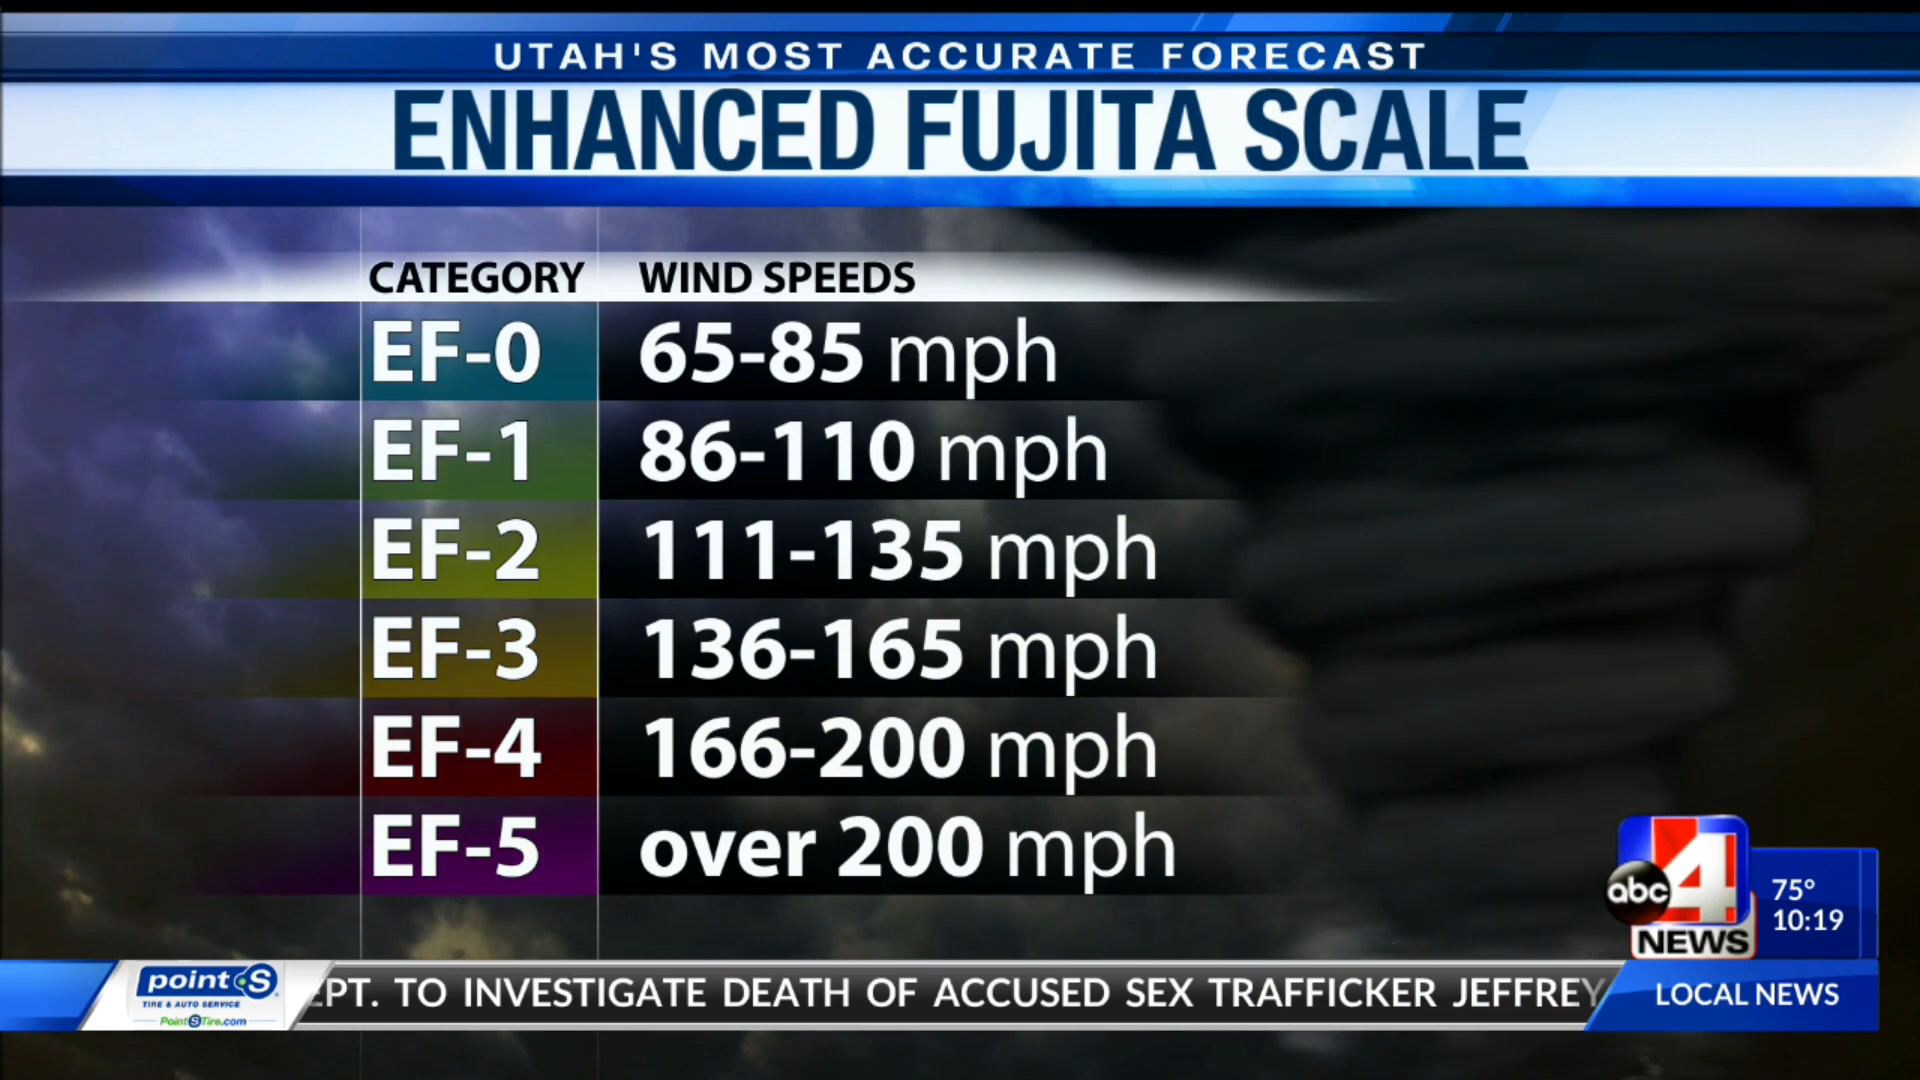 UTAH'S MOST ACCURATE FORECAST
ENHANCED FUJITA SCALE
CATEGORY WIND SPEEDS
EF-0 65-85 mph
EF-1 86-110 mph
EF-2 111-135 mph
EF-3 136-165 mph
EF-4 166-200 mph
EF-5 over 200 mph
abc 4
NEWS
75°
10:19
point S
TIRE & AUTO SERVICE
PointSTire.com
EPT. TO INVESTIGATE DEATH OF ACCUSED SEX TRAFFICKER JEFFREY
LOCAL NEWS